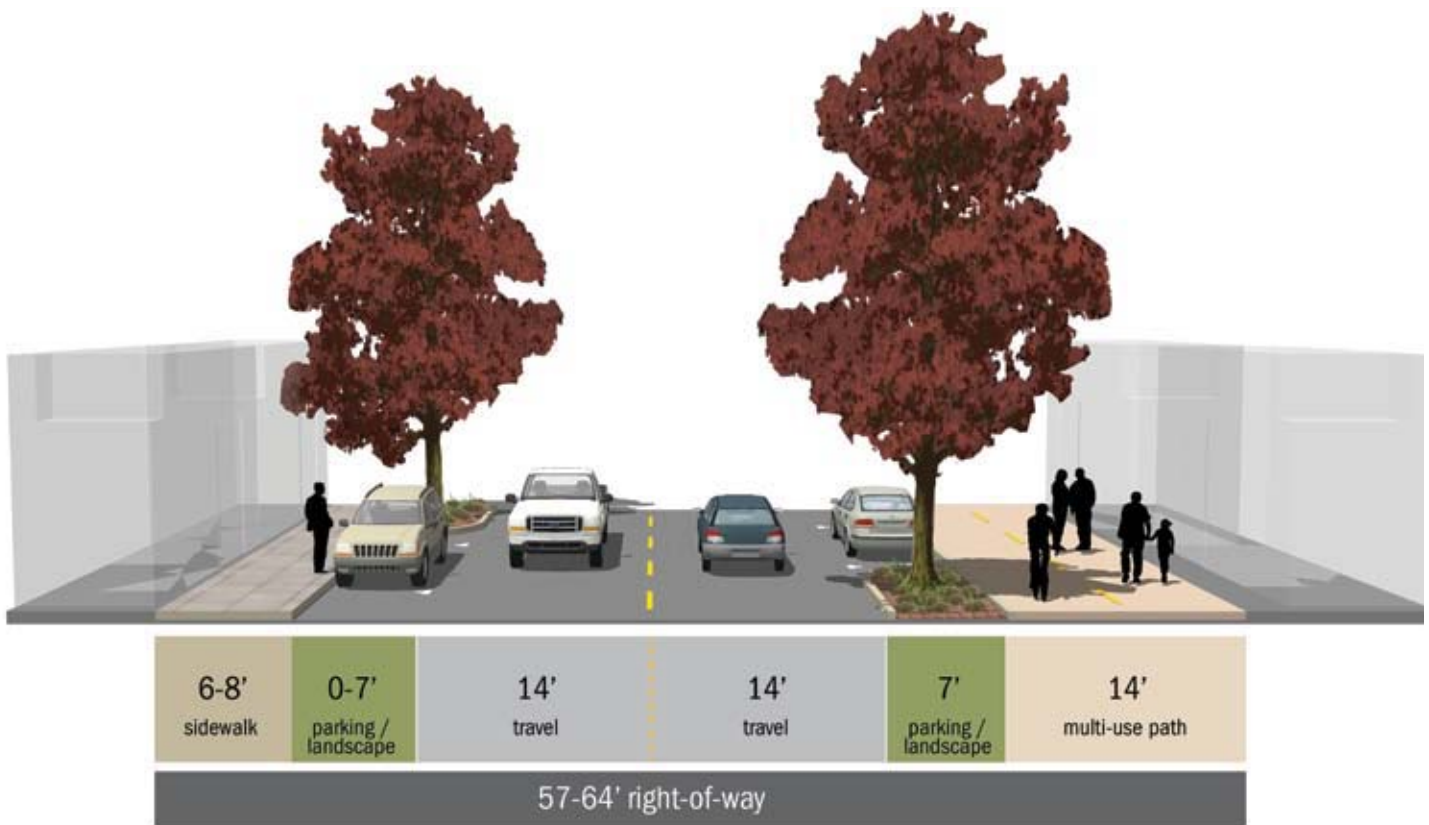 6-8’
sidewalk
0-7’
parking /
landscape
14’
travel
14’
travel
7’
parking /
landscape
14’
multi-use path
57-64’ right-of-way